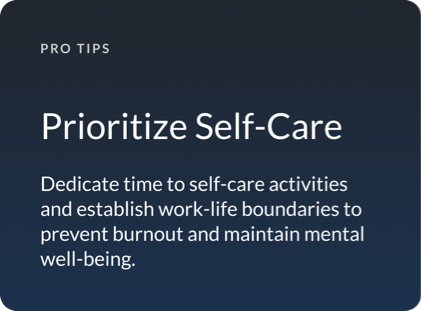 PRO TIPS
Prioritize Self-Care
Dedicate time to self-care activities
and establish work-life boundaries to
prevent burnout and maintain mental
well-being.